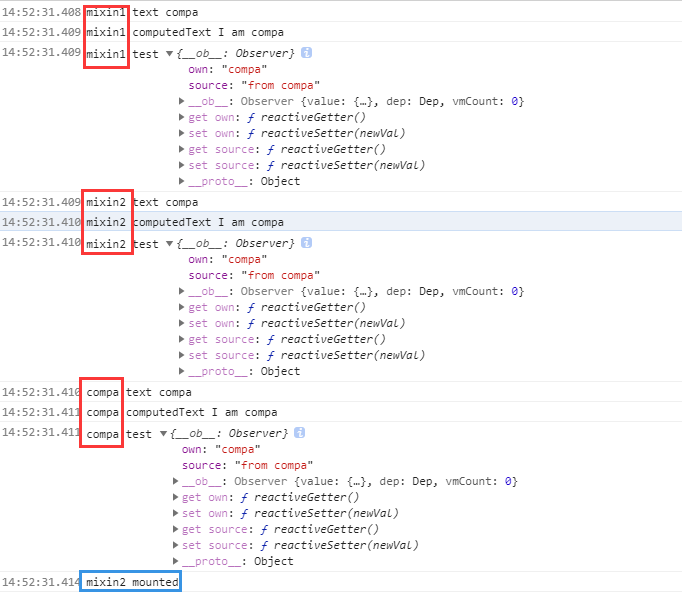 14:52:31.408 mixin1 text compa
14:52:31.409 mixin1 computedText I am compa
14:52:31.409 mixin1 test ▼{__ob__: Observer} i
own: "compa"
source: "from compa"
▶__ob__: Observer {value: {…}, dep: Dep, vmCount: 0}
▶get own: ƒ reactiveGetter()
▶set own: ƒ reactiveSetter(newVal)
▶get source: ƒ reactiveGetter()
▶set source: ƒ reactiveSetter(newVal)
▶__proto__: Object
14:52:31.409 mixin2 text compa
14:52:31.410 mixin2 computedText I am compa
14:52:31.410 mixin2 test ▼{__ob__: Observer} i
own: "compa"
source: "from compa"
▶__ob__: Observer {value: {…}, dep: Dep, vmCount: 0}
▶get own: ƒ reactiveGetter()
▶set own: ƒ reactiveSetter(newVal)
▶get source: ƒ reactiveGetter()
▶set source: ƒ reactiveSetter(newVal)
▶__proto__: Object
14:52:31.410 compa text compa
14:52:31.411 compa computedText I am compa
14:52:31.411 compa test ▼{__ob__: Observer} i
own: "compa"
source: "from compa"
▶__ob__: Observer {value: {…}, dep: Dep, vmCount: 0}
▶get own: ƒ reactiveGetter()
▶set own: ƒ reactiveSetter(newVal)
▶get source: ƒ reactiveGetter()
▶set source: ƒ reactiveSetter(newVal)
▶__proto__: Object
14:52:31.414 mixin2 mounted